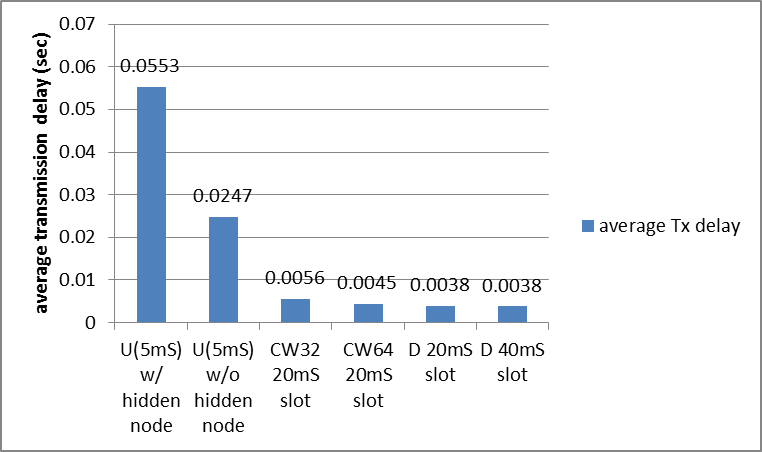 average transmission delay (sec)
0.07
0.06
0.05
0.04
0.03
0.02
0.01
0
0.0553
0.0247
0.0056
0.0045
0.0038
0.0038
U(5mS)
w/
hidden
node
U(5mS)
w/o
hidden
node
CW32
20mS
slot
CW64
20mS
slot
D 20mS
slot
D 40mS
slot
average Tx delay